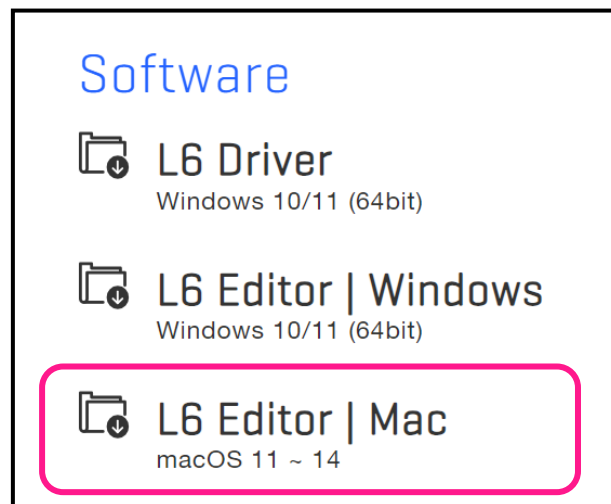 Software
L6 Driver
Windows 10/11 (64bit)
L6 Editor | Windows
Windows 10/11 (64bit)
L6 Editor | Mac
macOS 11 ~ 14